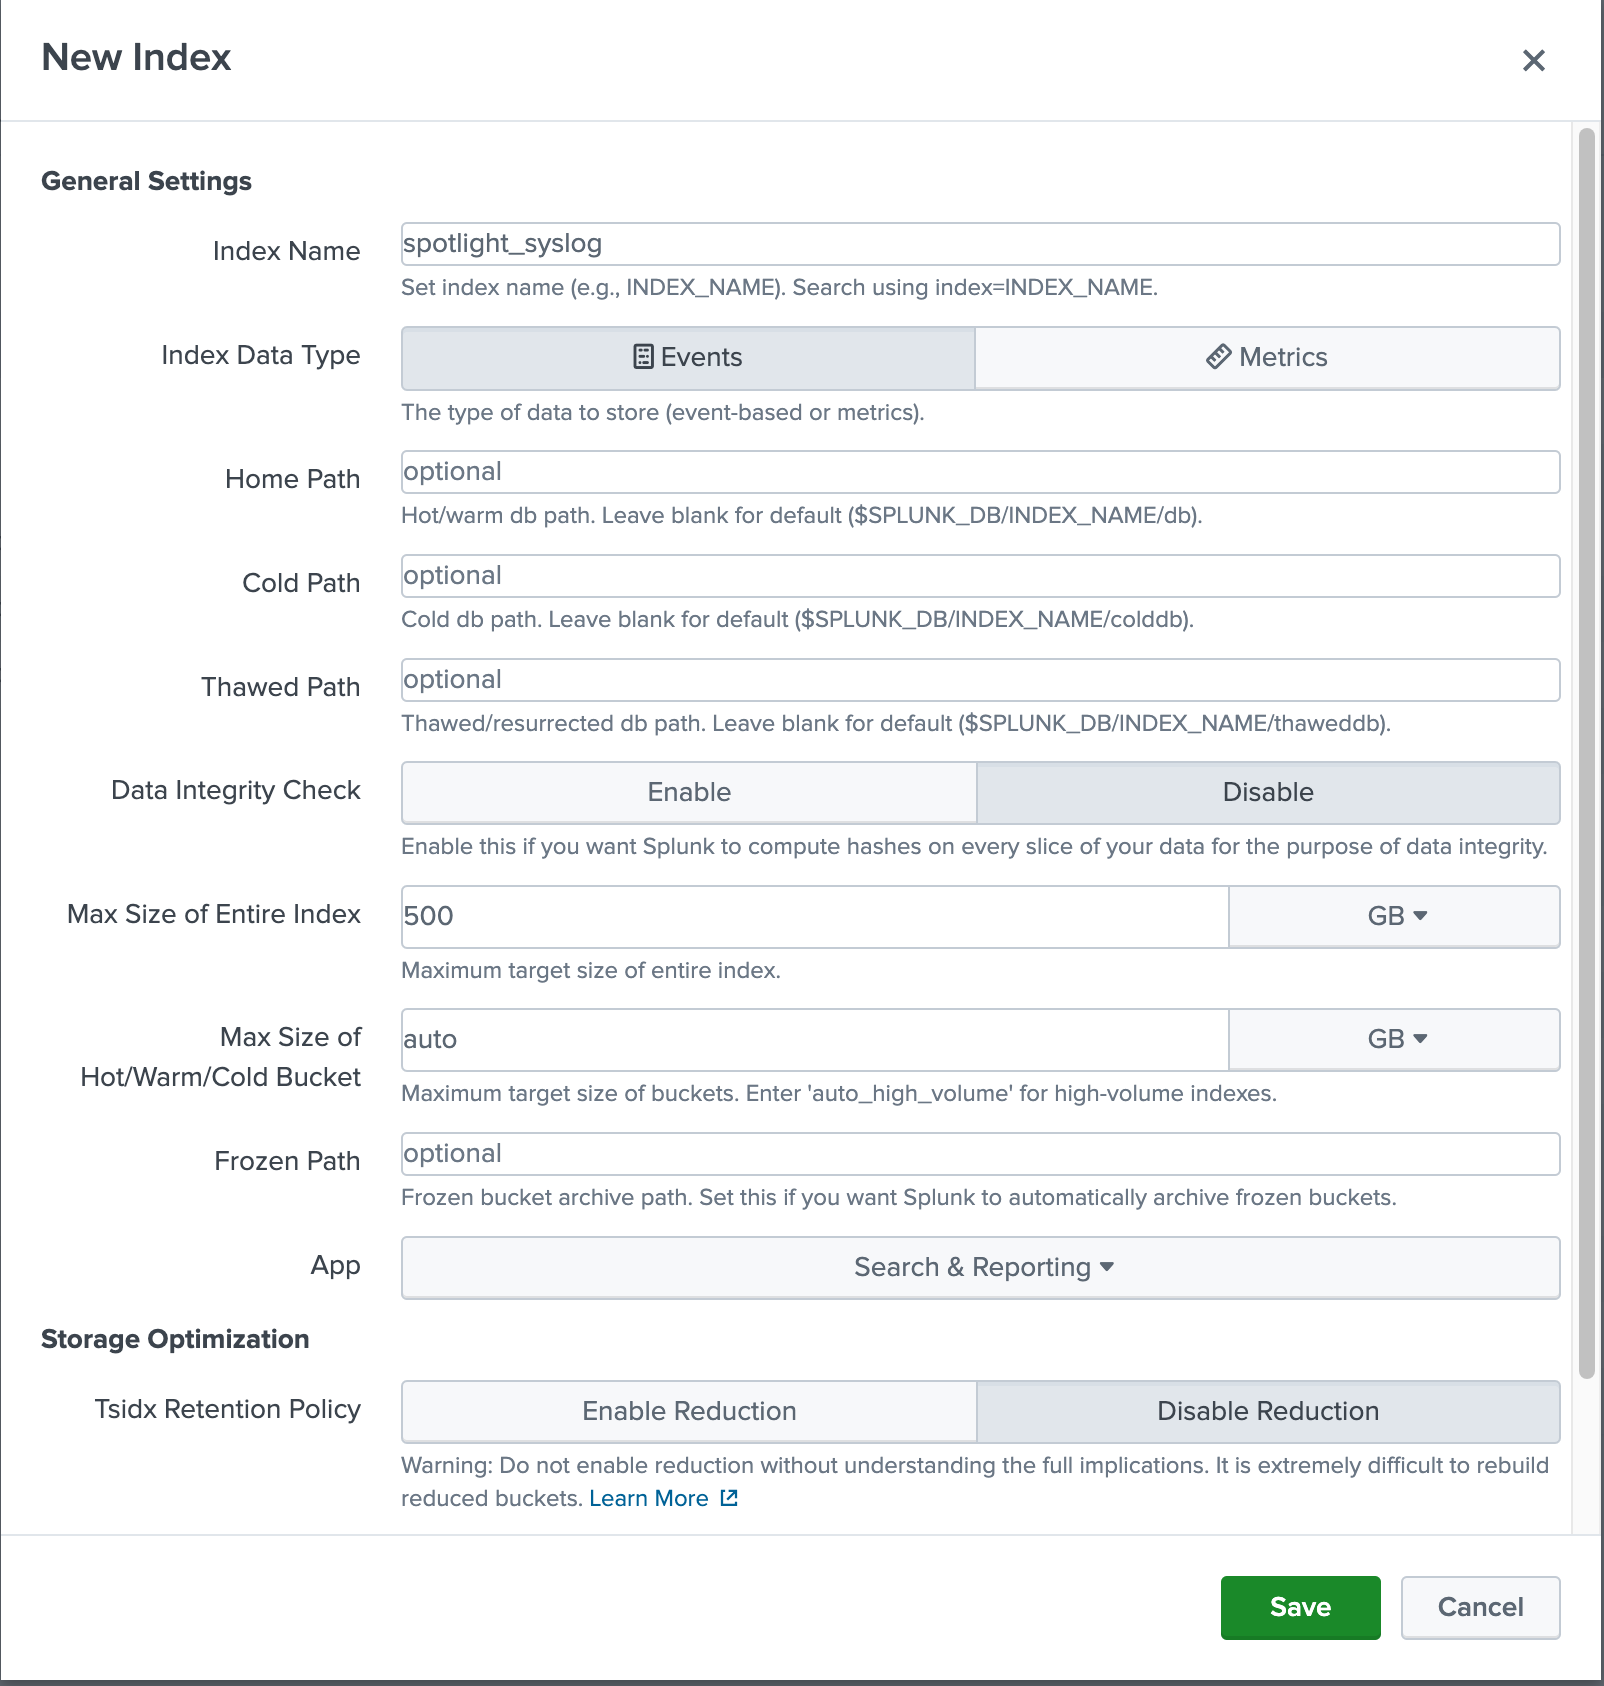 New Index
General Settings
Index Name
spotlight_syslog
Set index name (e.g., INDEX_NAME). Search using index=INDEX_NAME.
Index Data Type
Events
Metrics
The type of data to store (event-based or metrics).
Home Path
optional
Hot/warm db path. Leave blank for default ($SPLUNK_DB/INDEX_NAME/db).
Cold Path
optional
Cold db path. Leave blank for default ($SPLUNK_DB/INDEX_NAME/colddb).
Thawed Path
optional
Thawed/resurrected db path. Leave blank for default ($SPLUNK_DB/INDEX_NAME/thaweddb).
Data Integrity Check
Enable
Disable
Enable this if you want Splunk to compute hashes on every slice of your data for the purpose of data integrity.
Max Size of Entire Index
500
GB
Maximum target size of entire index.
Max Size of
Hot/Warm/Cold Bucket
auto
GB
Maximum target size of buckets. Enter 'auto_high_volume' for high-volume indexes.
Frozen Path
optional
Frozen bucket archive path. Set this if you want Splunk to automatically archive frozen buckets.
App
Search & Reporting
Storage Optimization
Tsidx Retention Policy
Enable Reduction
Disable Reduction
Warning: Do not enable reduction without understanding the full implications. It is extremely difficult to rebuild
reduced buckets. Learn More
Save
Cancel